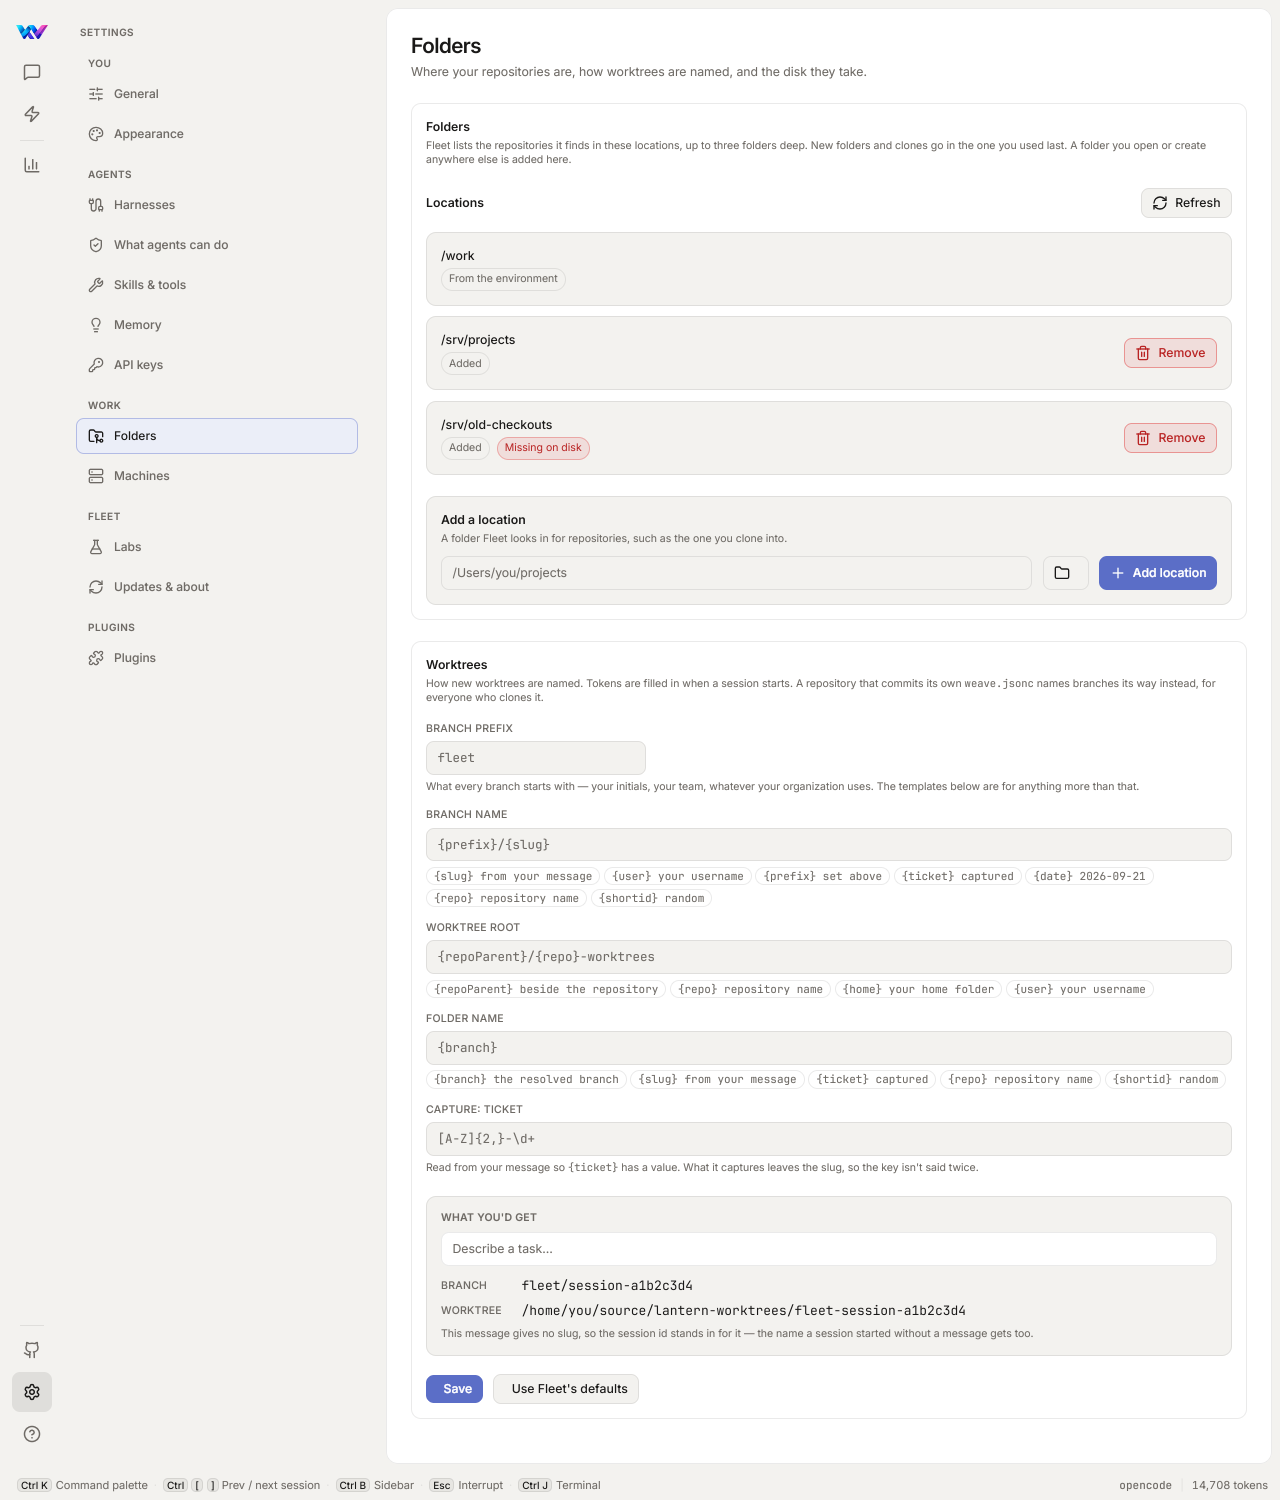 SETTINGS
YOU
General
Appearance
AGENTS
Harnesses
What agents can do
Skills & tools
Memory
API keys
WORK
Folders
Machines
FLEET
Labs
Updates & about
PLUGINS
Plugins
Folders
Where your repositories are, how worktrees are named, and the disk they take.
Folders
Fleet lists the repositories it finds in these locations, up to three folders deep. New folders and clones go in the one you used last. A folder you open or create
anywhere else is added here.
Locations
Refresh
/work
From the environment
/srv/projects
Added
Remove
/srv/old-checkouts
Added Missing on disk
Remove
Add a location
A folder Fleet looks in for repositories, such as the one you clone into.
/Users/you/projects
Add location
Worktrees
How new worktrees are named. Tokens are filled in when a session starts. A repository that commits its own weave.jsonc names branches its way instead, for
everyone who clones it.
BRANCH PREFIX
fleet
What every branch starts with — your initials, your team, whatever your organization uses. The templates below are for anything more than that.
BRANCH NAME
{prefix}/{slug}
{slug} from your message {user} your username {prefix} set above {ticket} captured {date} 2026-09-21
{repo} repository name {shortid} random
WORKTREE ROOT
{repoParent}/{repo}-worktrees
{repoParent} beside the repository {repo} repository name {home} your home folder {user} your username
FOLDER NAME
{branch}
{branch} the resolved branch {slug} from your message {ticket} captured {repo} repository name {shortid} random
CAPTURE: TICKET
[A-Z]{2,}-\d+
Read from your message so {ticket} has a value. What it captures leaves the slug, so the key isn't said twice.
WHAT YOU'D GET
Describe a task...
BRANCH fleet/session-a1b2c3d4
WORKTREE /home/you/source/lantern-worktrees/fleet-session-a1b2c3d4
This message gives no slug, so the session id stands in for it — the name a session started without a message gets too.
Save Use Fleet's defaults
Ctrl K Command palette Ctrl [ ] Prev / next session Ctrl B Sidebar Esc Interrupt Ctrl J Terminal opencode 14,708 tokens